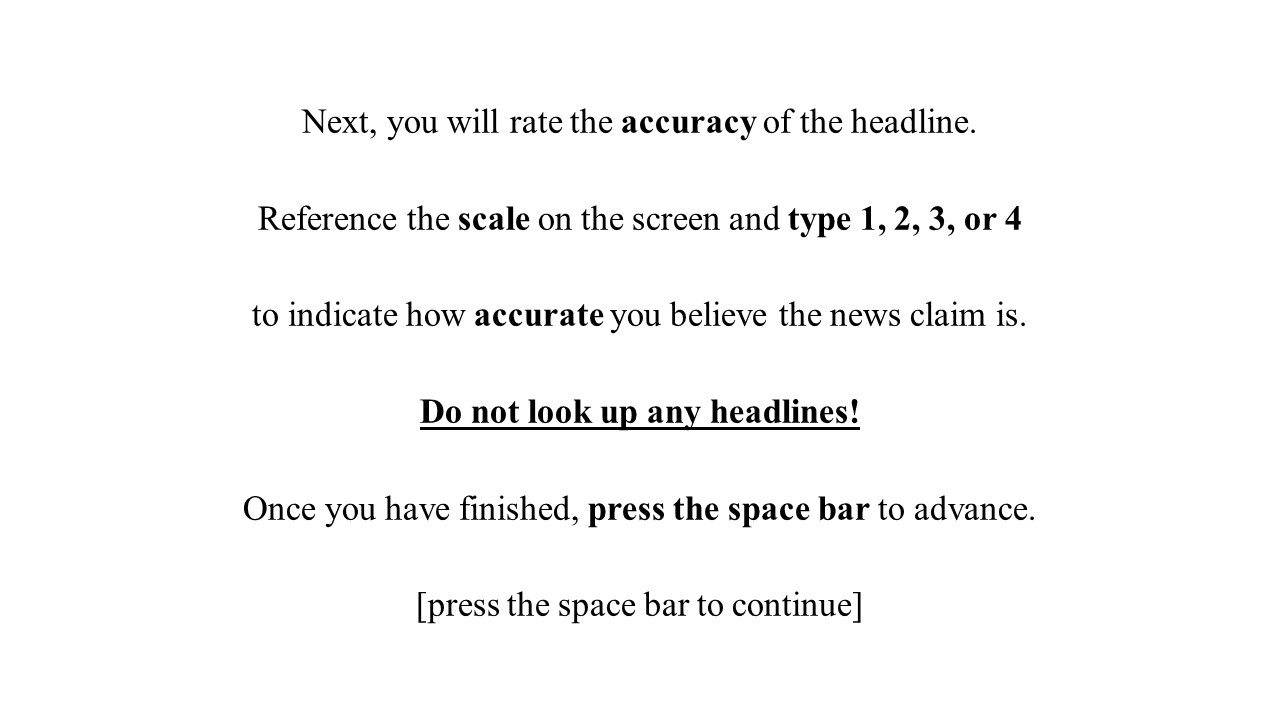 Next, you will rate the accuracy of the headline.
Reference the scale on the screen and type 1, 2, 3, or 4
to indicate how accurate you believe the news claim is.
Do not look up any headlines!
Once you have finished, press the space bar to advance.
[press the space bar to continue]